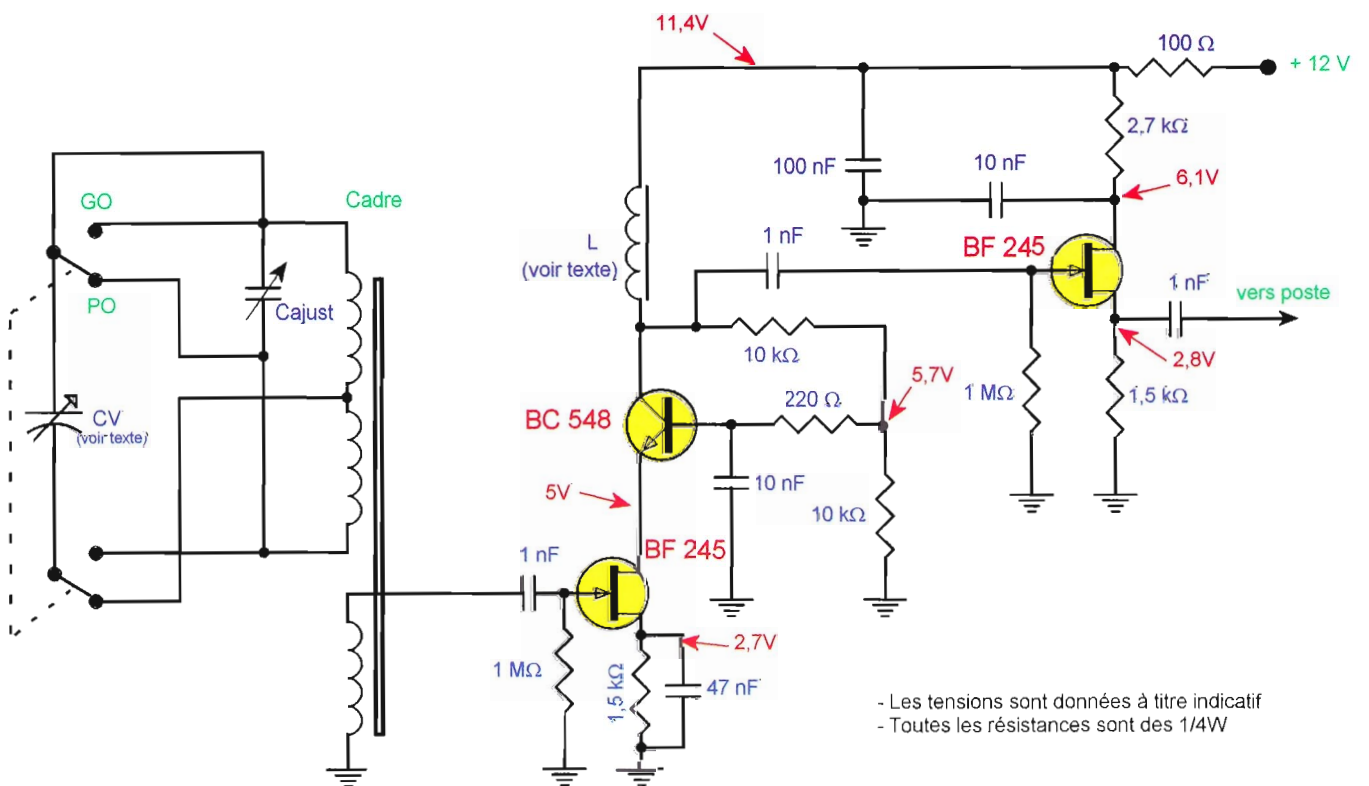 11,4V
100 Ω
+ 12 V
2,7 kΩ
100 nF
10 nF
6,1V
GO
Cadre
BF 245
1 nF
L
(voir texte)
1 nF
vers poste
PO
Cajust
10 kΩ
2,8V
5,7V
1 MΩ
1,5 kΩ
CV
(voir texte)
BC 548
220 Ω
5V
10 nF
10 kΩ
1 nF
BF 245
2,7V
1 MΩ
1,5 kΩ
47 nF
- Les tensions sont données à titre indicatif
- Toutes les résistances sont des 1/4W